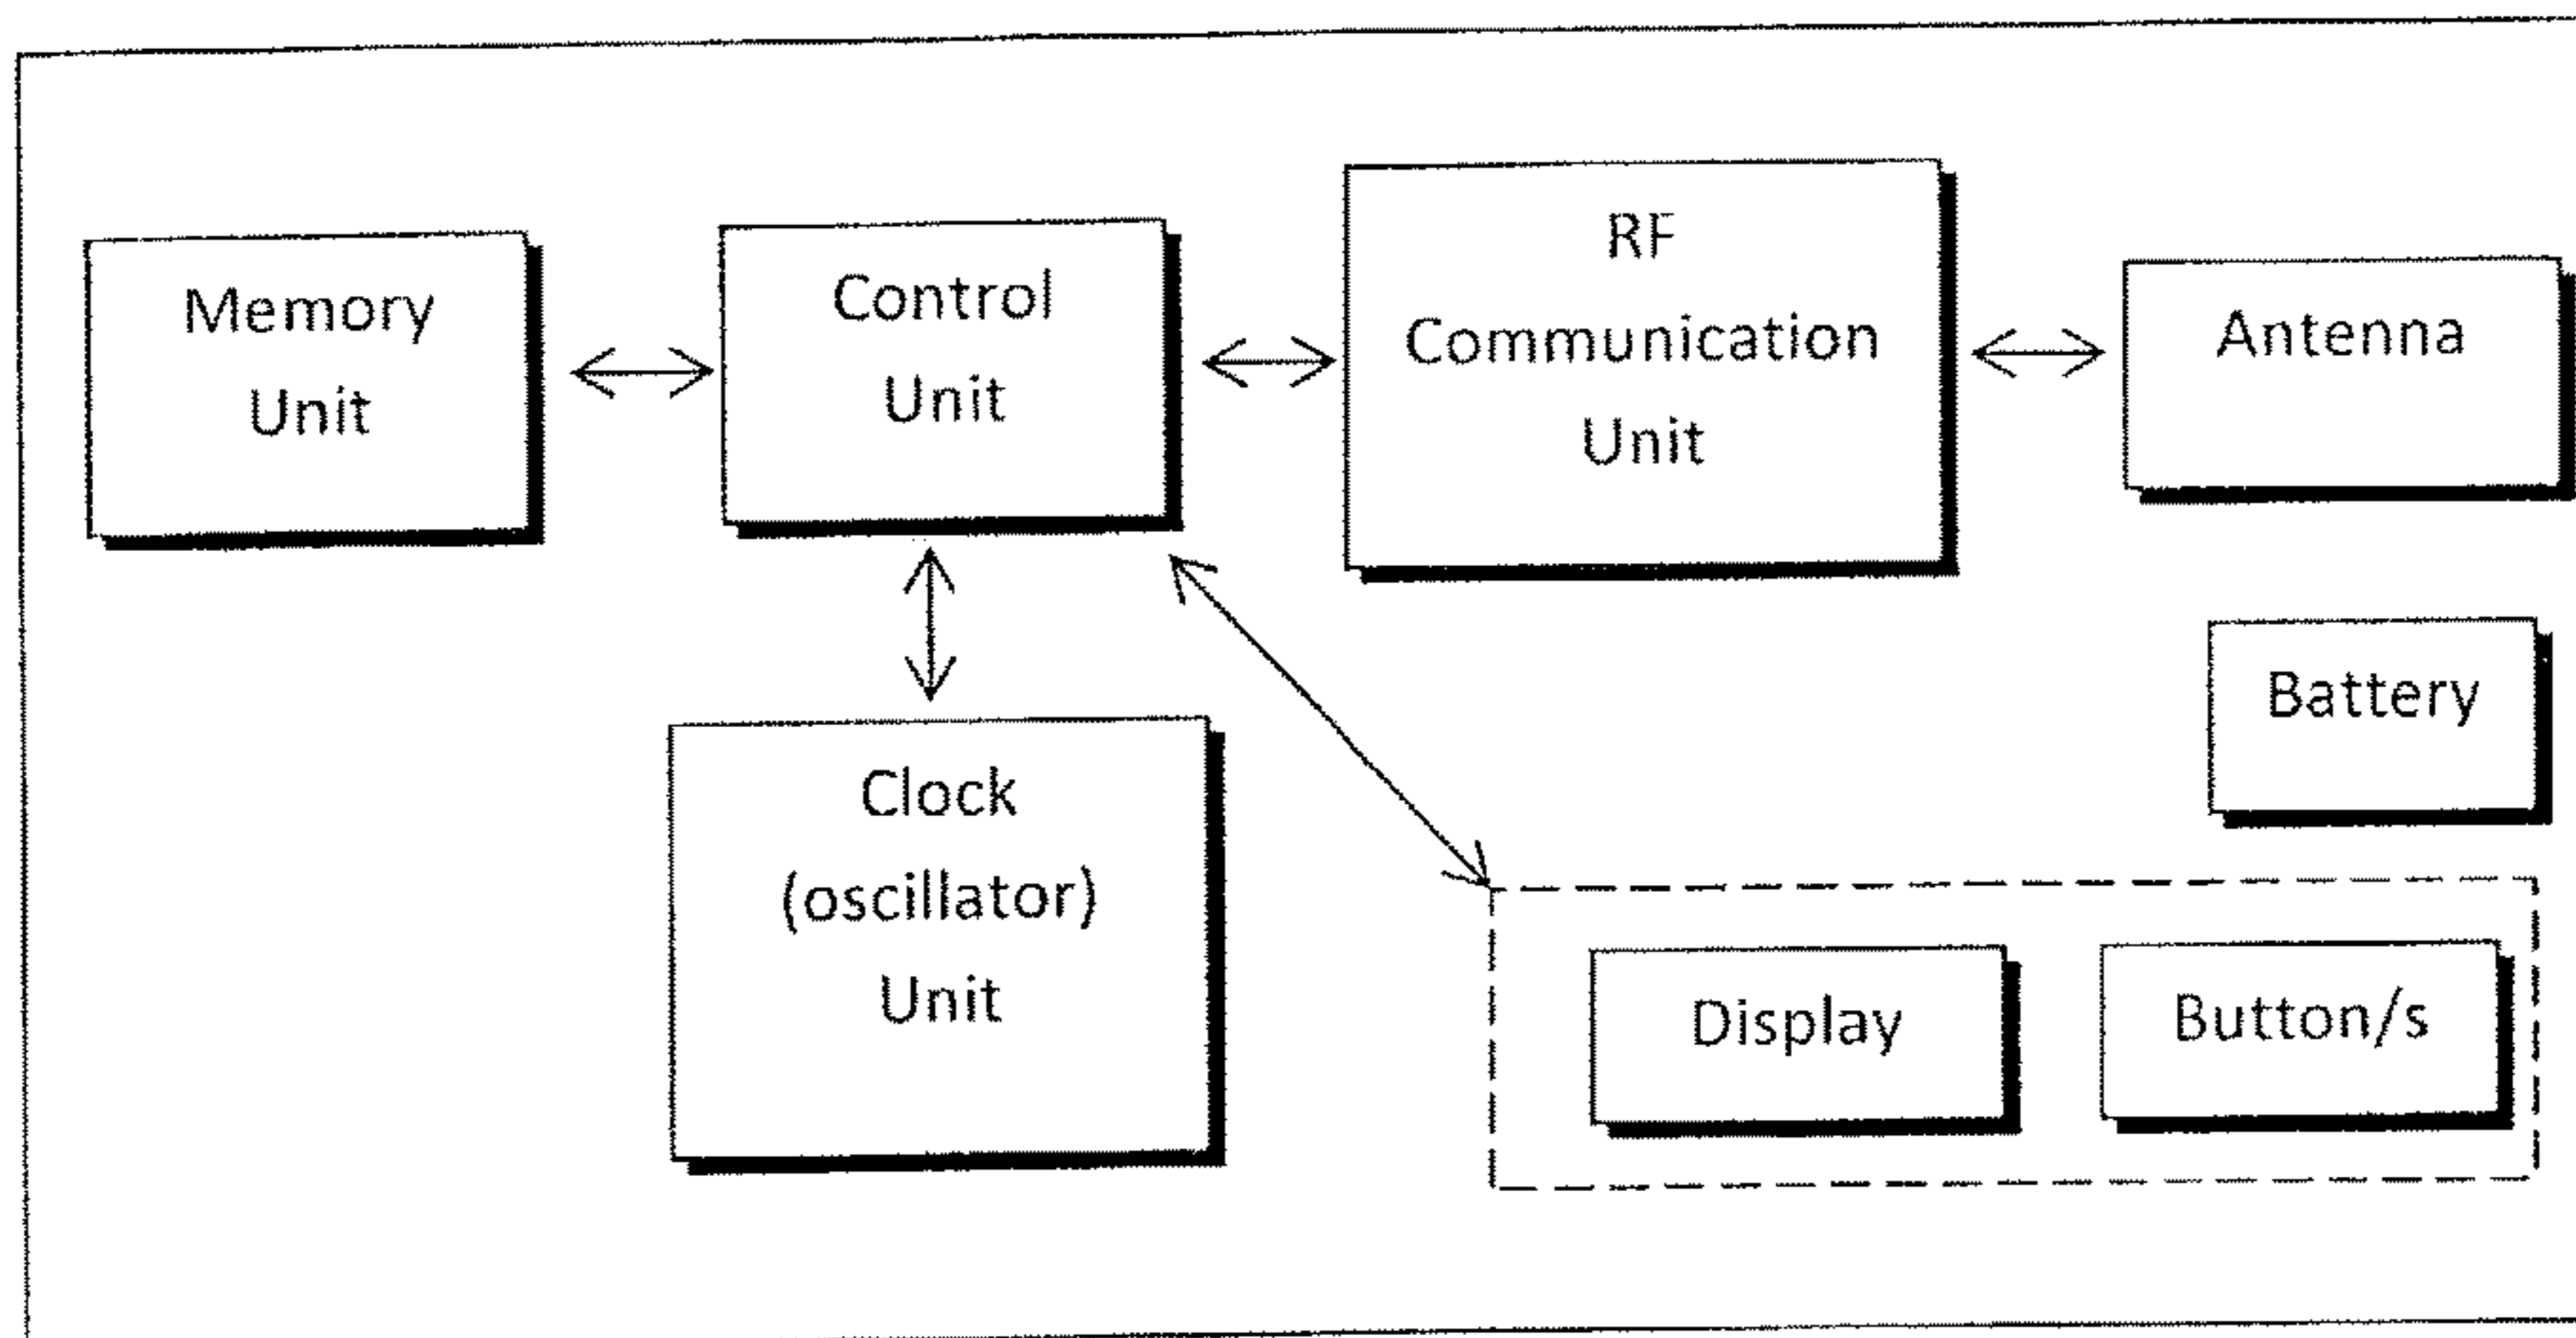 Memory
Unit
Control
Unit
RF
Communication
Unit
Antenna
Battery
Clock
(oscillator)
Unit
Display
Button/s